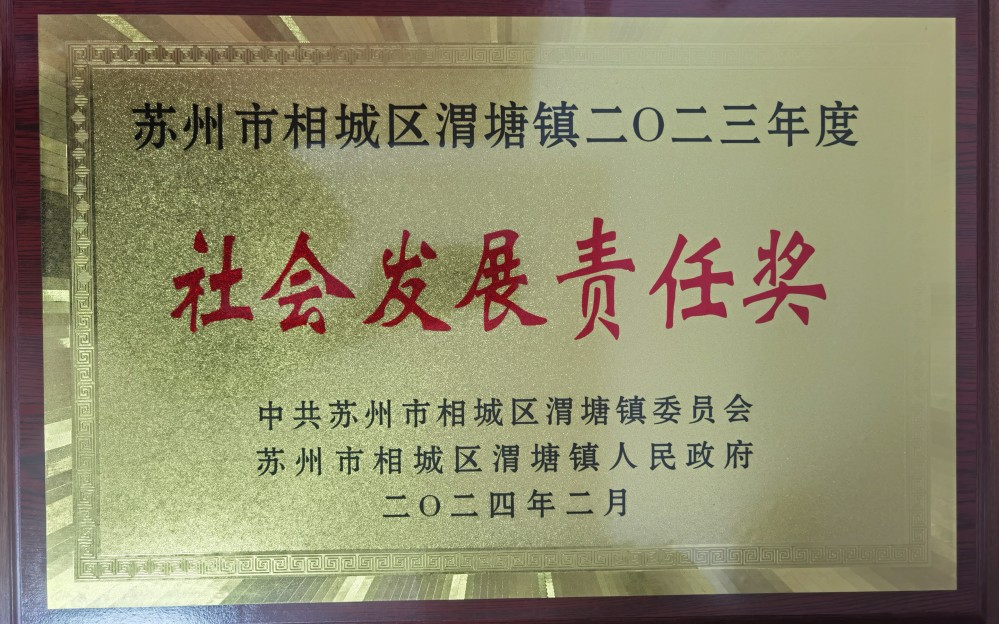 苏州市相城区渭塘镇二〇二三年度
社会发展责任奖
中共苏州市相城区渭塘镇委员会
苏州市相城区渭塘镇人民政府
二〇二四年二月